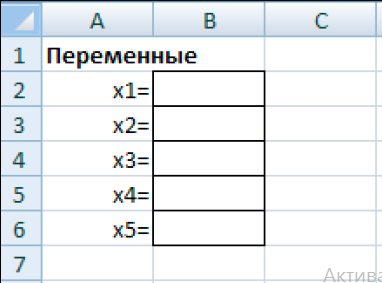 A B C
1 Переменные
2 x1=
3 x2=
4 x3=
5 x4=
6 x5=
7
Актива